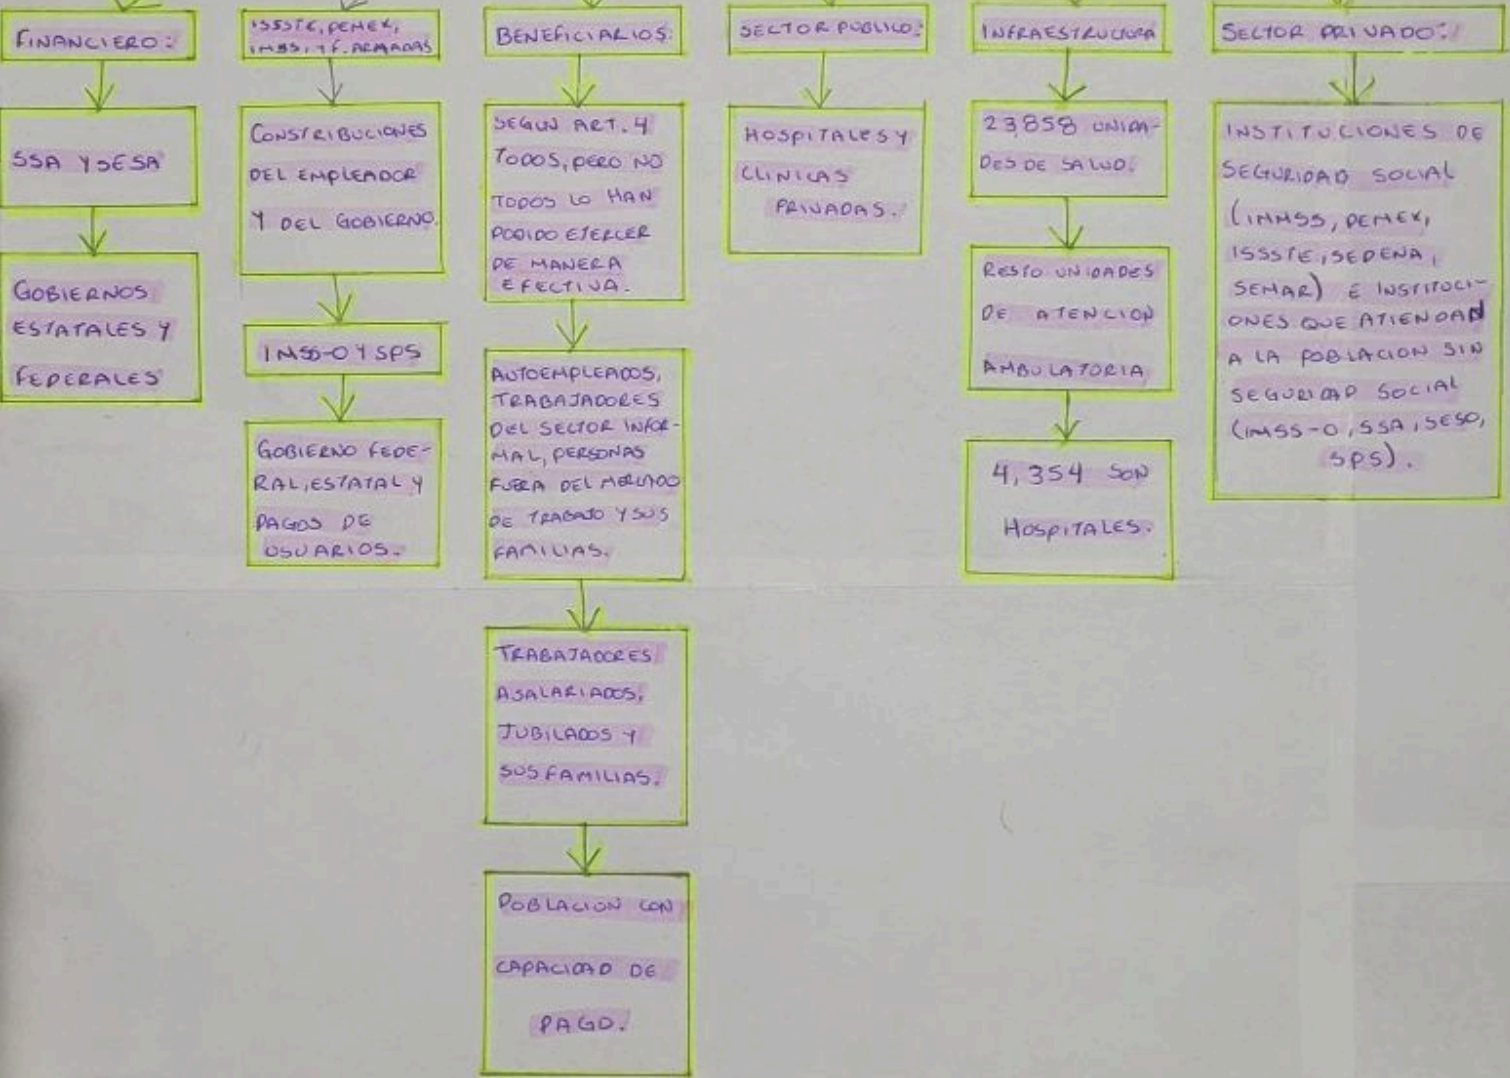 FINANCIERO:
SSA Y SESA
GOBIERNOS
ESTATALES Y
FEDERALES
ISSSTE, PEMEX,
IMSS, Y F. ARMADAS
CONSTRIBUCIONES
DEL EMPLEADOR
Y DEL GOBIERNO.
IMSS-O Y SPS
GOBIERNO FEDE-
RAL, ESTATAL Y
PAGOS DE
USUARIOS.
BENEFICIARIOS:
SEGUN ART. 4
TODOS, PERO NO
TODOS LO HAN
PODIDO EJERCER
DE MANERA
EFECTIVA.
AUTOEMPLEADOS,
TRABAJADORES
DEL SECTOR INFOR-
MAL, PERSONAS
FUERA DEL MERCADO
DE TRABAJO Y SUS
FAMILIAS.
TRABAJADORES
ASALARIADOS,
JUBILADOS Y
SUS FAMILIAS.
POBLACION CON
CAPACIDAD DE
PAGO.
SECTOR PUBLICO:
HOSPITALES Y
CLINICAS
PRIVADAS.
INFRAESTRUCTURA
23,858 UNIDA-
DES DE SALUD.
RESTO UNIDADES
DE ATENCION
AMBULATORIA
4,354 SON
HOSPITALES.
SECTOR PRIVADO:
INSTITUCIONES DE
SEGURIDAD SOCIAL
(IMMSS, PEMEX,
ISSSTE, SEDENA,
SEMAR) E INSTITUCI-
ONES QUE ATIENDAN
A LA POBLACION SIN
SEGURIDAD SOCIAL
(IMSS-O, SSA, SESO,
SPS).